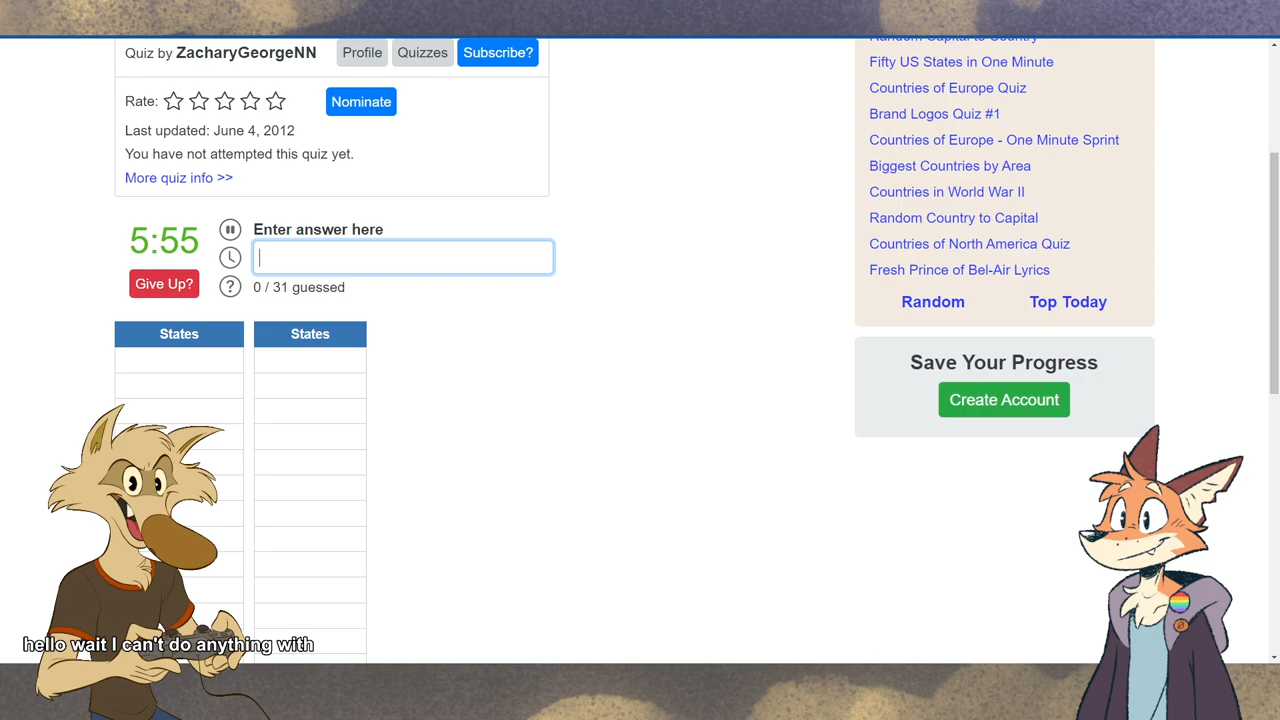 Random Capital to Country
Quiz by ZacharyGeorgeNN
Profile
Quizzes
Subscribe?
Rate:
Nominate
Last updated: June 4, 2012
You have not attempted this quiz yet.
More quiz info >>
Fifty US States in One Minute
Countries of Europe Quiz
Brand Logos Quiz #1
Countries of Europe - One Minute Sprint
Biggest Countries by Area
Countries in World War II
Random Country to Capital
Countries of North America Quiz
Fresh Prince of Bel-Air Lyrics
Random
Top Today
5:55
Give Up?
Enter answer here
?
0 / 31 guessed
States
States
Save Your Progress
Create Account
hello wait I can't do anything with